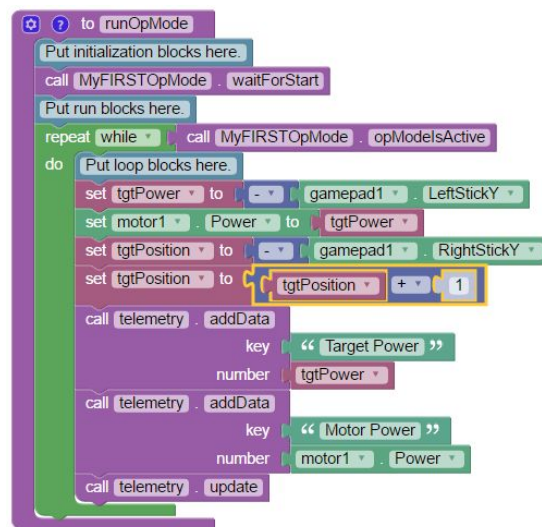 to runOpMode
Put initialization blocks here.
call MyFIRSTOpMode . waitForStart
Put run blocks here.
repeat while call MyFIRSTOpMode . opModeIsActive
do Put loop blocks here.
set tgtPower to - gamepad1 . LeftStickY
set motor1 . Power to tgtPower
set tgtPosition to - gamepad1 . RightStickY
set tgtPosition to tgtPosition + 1
call telemetry . addData
key “ Target Power ”
number tgtPower
call telemetry . addData
key “ Motor Power ”
number motor1 . Power
call telemetry . update